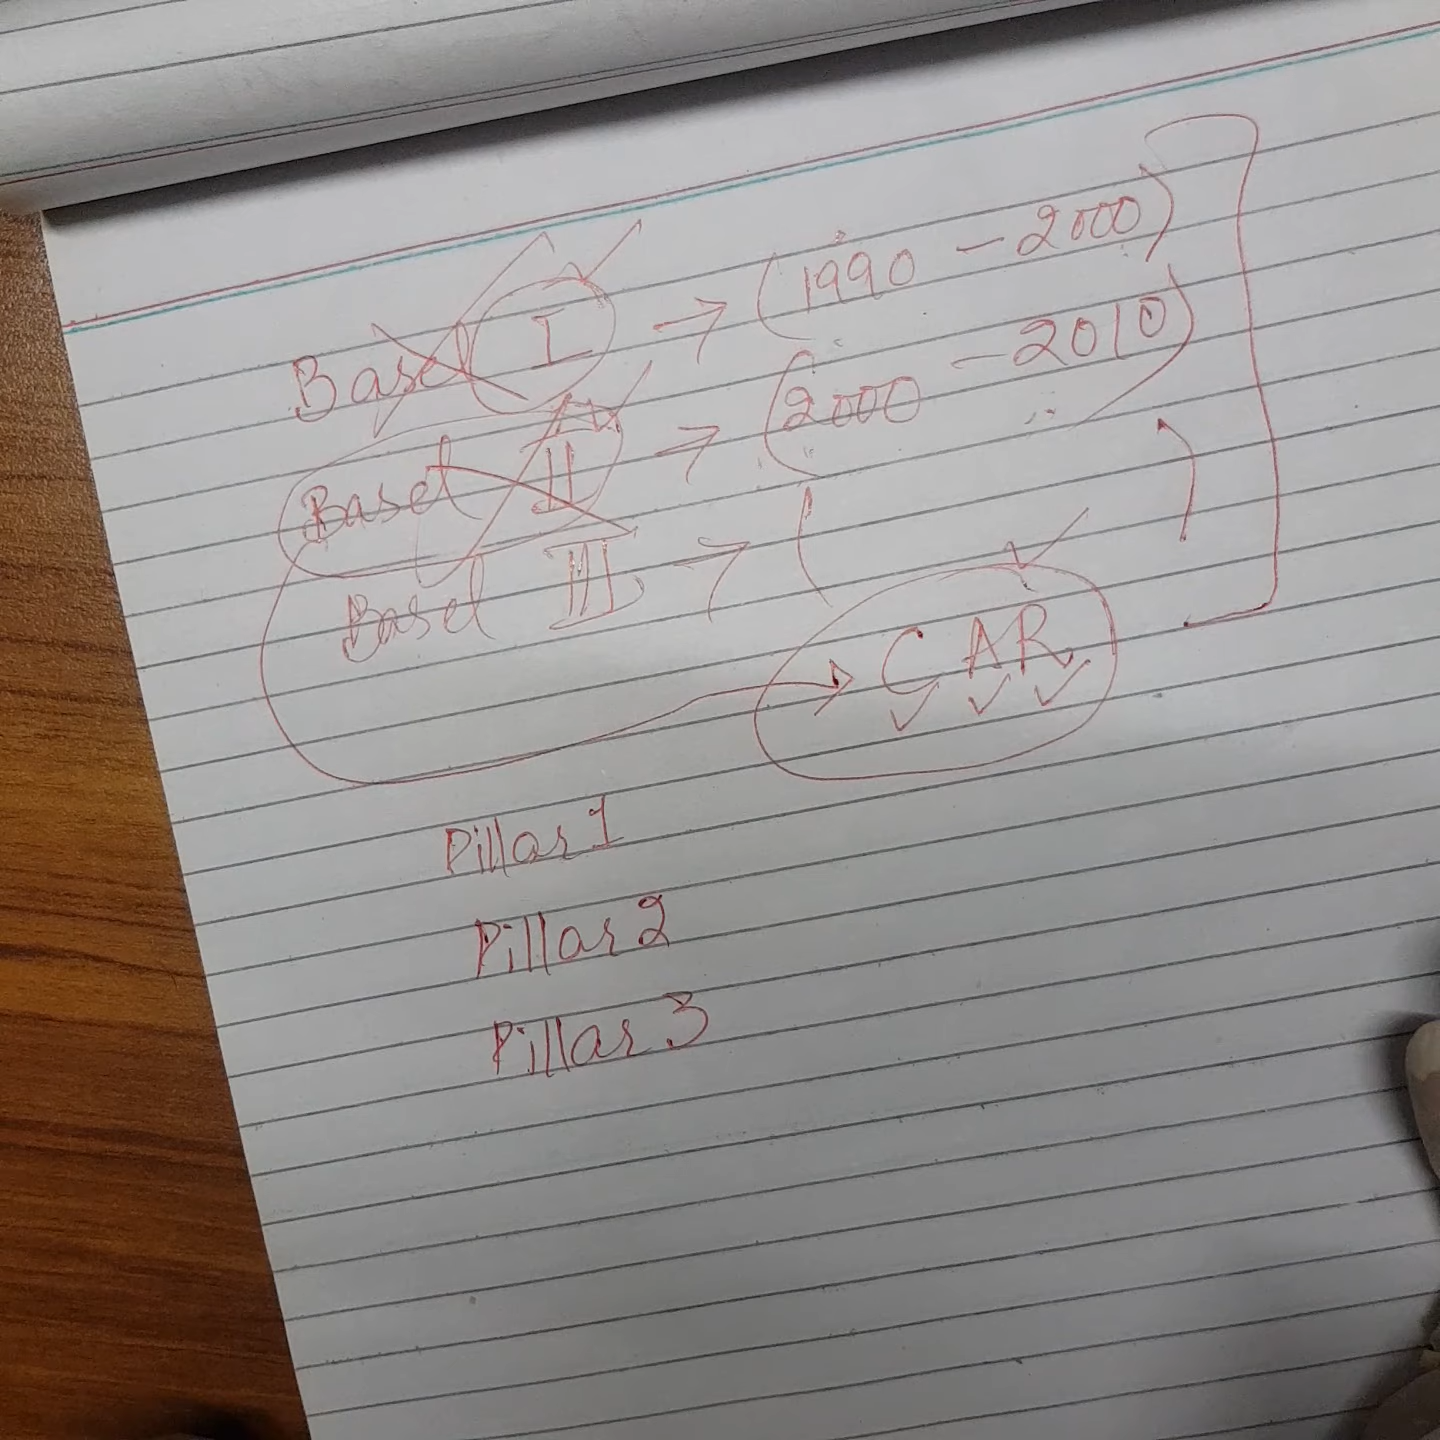 Basel I → (1990 - 2000)
Basel II → (2000 - 2010)
Basel III → ( )
CAR
Pillar 1
Pillar 2
Pillar 3